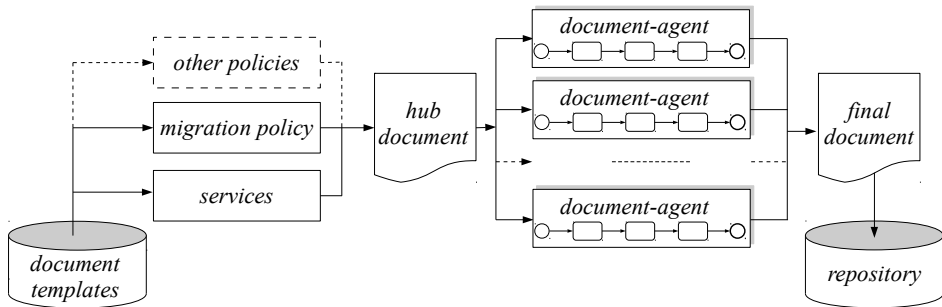 other policies
migration policy
services
document
templates
hub
document
document-agent
document-agent
document-agent
final
document
repository